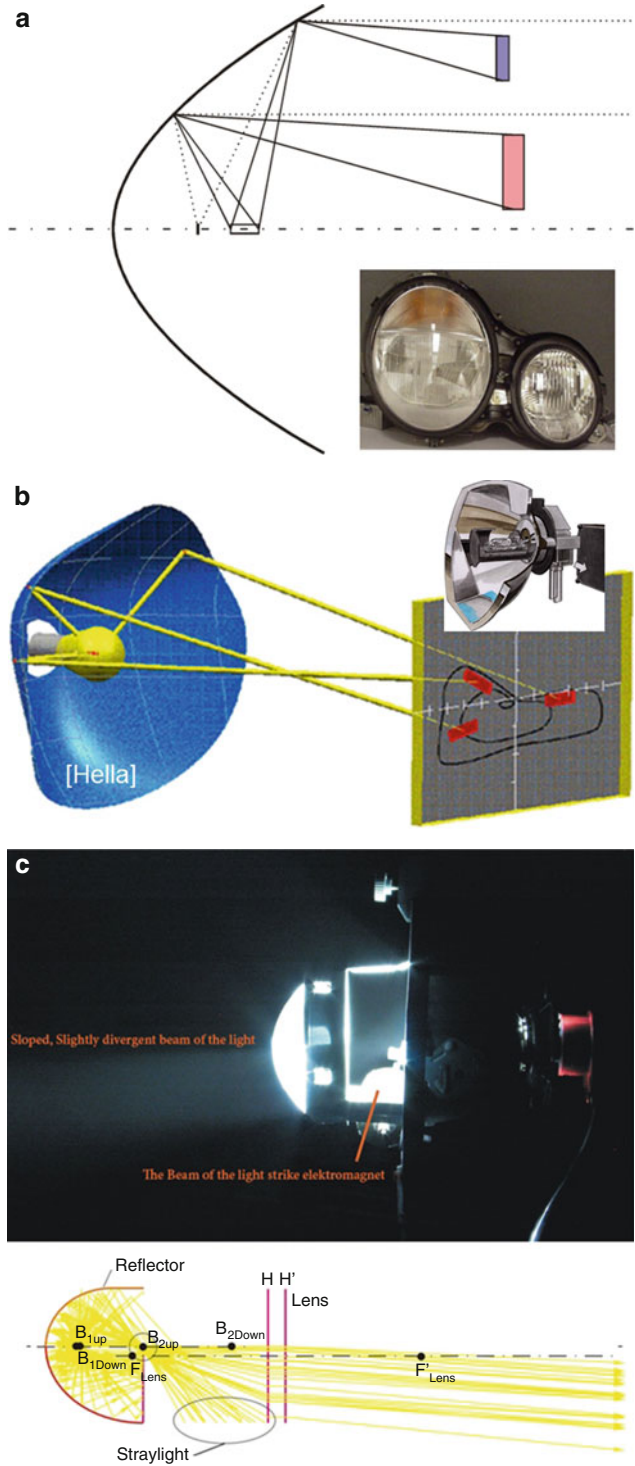 a
b
[Hella]
c
Sloped, Slightly divergent beam of the light
The Beam of the light strike elektromagnet
Reflector
H H'
Lens
B1up
B2up
B2Down
B1Down
FLens
F'Lens
Straylight